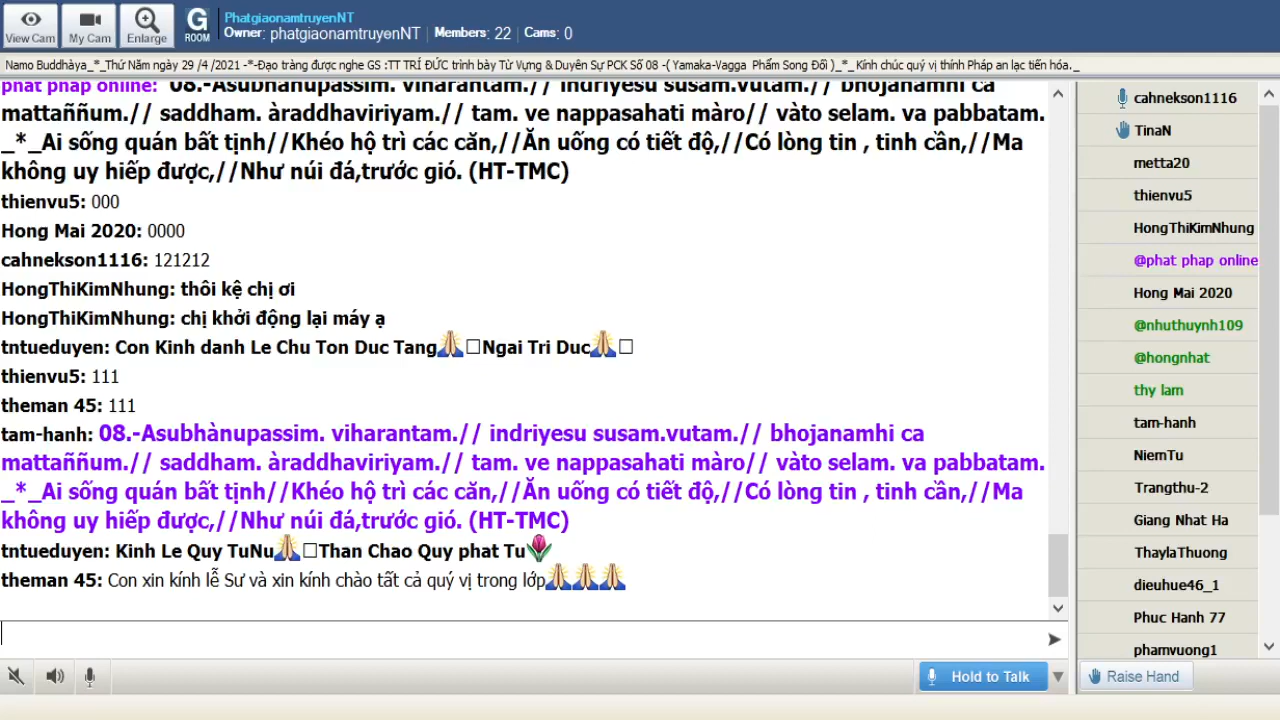 View Cam
My Cam
Enlarge
G
ROOM
PhatgiaonamtruyenNT
Owner: phatgiaonamtruyenNT | Members: 22 | Cams: 0
Namo Buddhàya_*_Thứ Năm ngày 29 /4 /2021 -*-Đạo tràng được nghe GS :TT TRÍ ĐỨC trình bày Từ Vựng & Duyên Sự PCK Số 08 -( Yamaka-Vagga Phẩm Song Đối )_*_ Kính chúc quý vị thính Pháp an lạc tiến hóa._
phat phap online: 08.-Asubhànupassim. viharantam.// indriyesu susam.vutam.// bhojanamhi ca
mattaññum.// saddham. àraddhaviriyam.// tam. ve nappasahati màro// vàto selam. va pabbatam.
_*_Ai sống quán bất tịnh//Khéo hộ trì các căn,//Ăn uống có tiết độ,//Có lòng tin , tinh cần,//Ma
không uy hiếp được,//Như núi đá,trước gió. (HT-TMC)
thienvu5: 000
Hong Mai 2020: 0000
cahnekson1116: 121212
HongThiKimNhung: thôi kệ chị ơi
HongThiKimNhung: chị khởi động lại máy ạ
tntueduyen: Con Kinh danh Le Chu Ton Duc Tang🙏□Ngai Tri Duc🙏□
thienvu5: 111
theman 45: 111
tam-hanh: 08.-Asubhànupassim. viharantam.// indriyesu susam.vutam.// bhojanamhi ca
mattaññum.// saddham. àraddhaviriyam.// tam. ve nappasahati màro// vàto selam. va pabbatam.
_*_Ai sống quán bất tịnh//Khéo hộ trì các căn,//Ăn uống có tiết độ,//Có lòng tin , tinh cần,//Ma
không uy hiếp được,//Như núi đá,trước gió. (HT-TMC)
tntueduyen: Kinh Le Quy TuNu🙏□Than Chao Quy phat Tu🌷
theman 45: Con xin kính lễ Sư và xin kính chào tất cả quý vị trong lớp🙏🙏🙏
Hold to Talk
cahnekson1116
TinaN
metta20
thienvu5
HongThiKimNhung
@phat phap online
Hong Mai 2020
@nhuthuynh109
@hongnhat
thy lam
tam-hanh
NiemTu
Trangthu-2
Giang Nhat Ha
ThaylaThuong
dieuhue46_1
Phuc Hanh 77
phamvuong1
Raise Hand